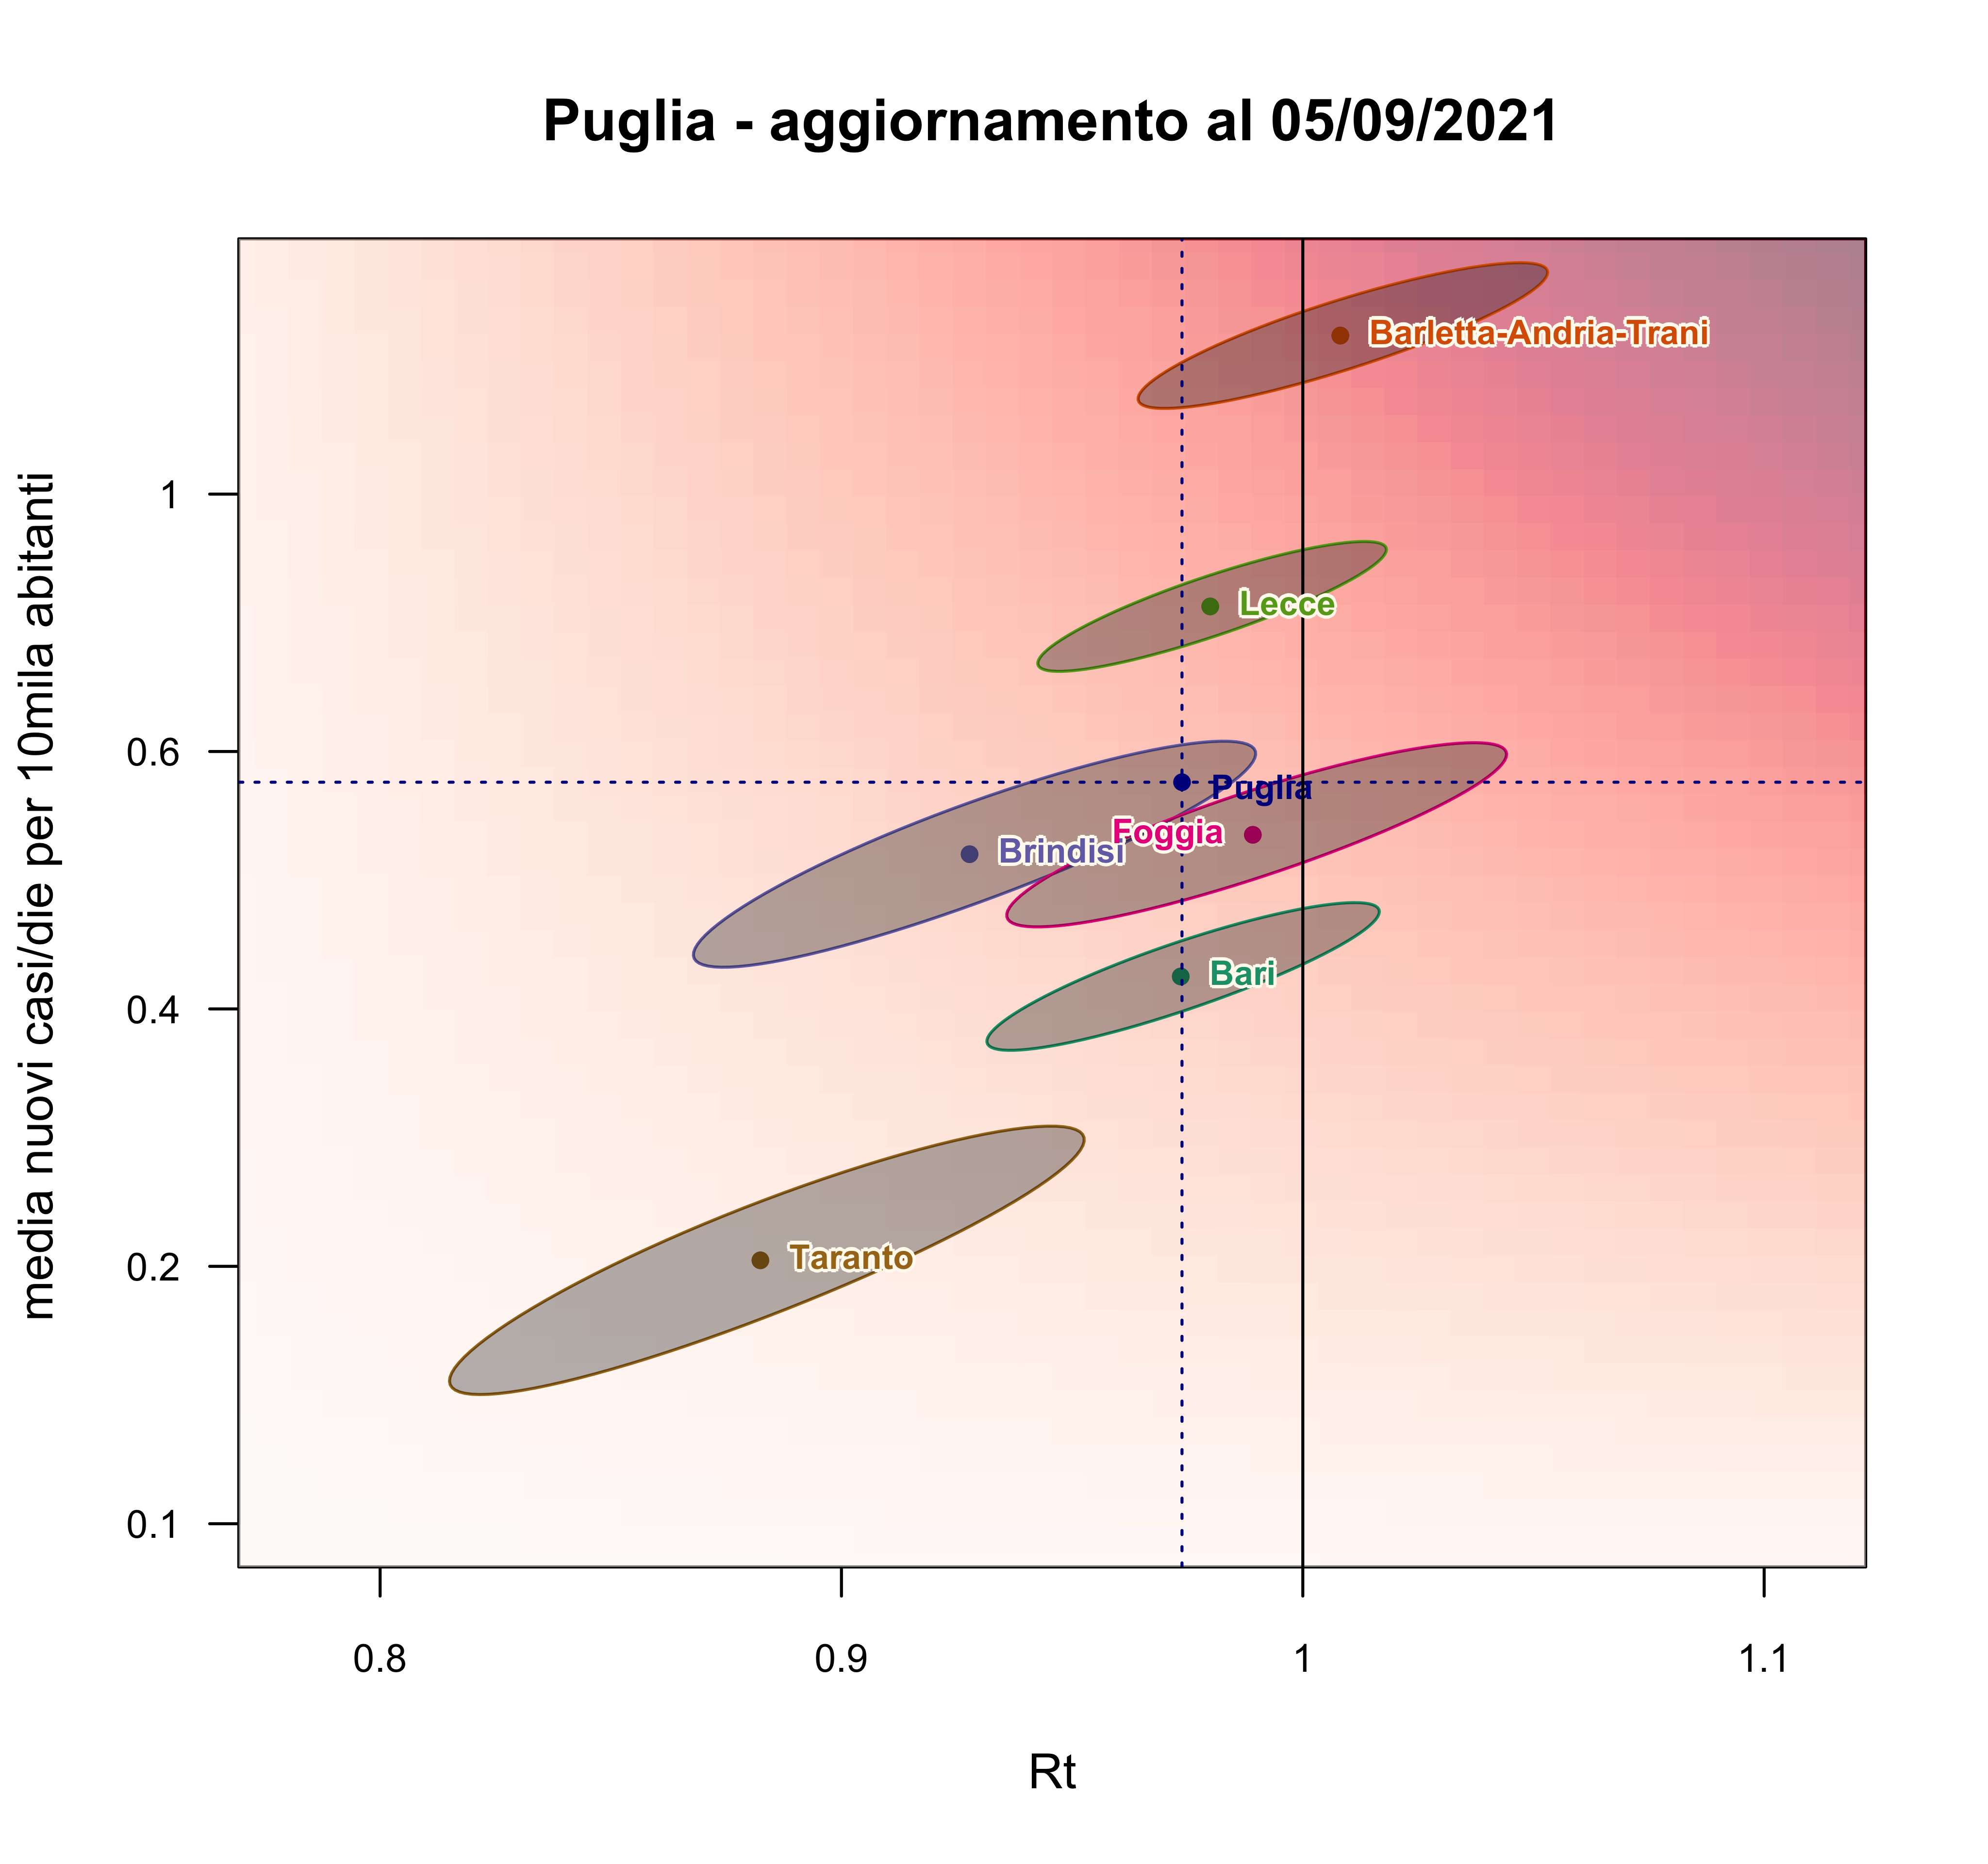 Puglia - aggiornamento al 05/09/2021
media nuovi casi/die per 10mila abitanti
1
0.6
0.4
0.2
0.1
Barletta-Andria-Trani
Lecce
Puglia
Foggia
Brindisi
Bari
Taranto
0.8
0.9
1
1.1
Rt